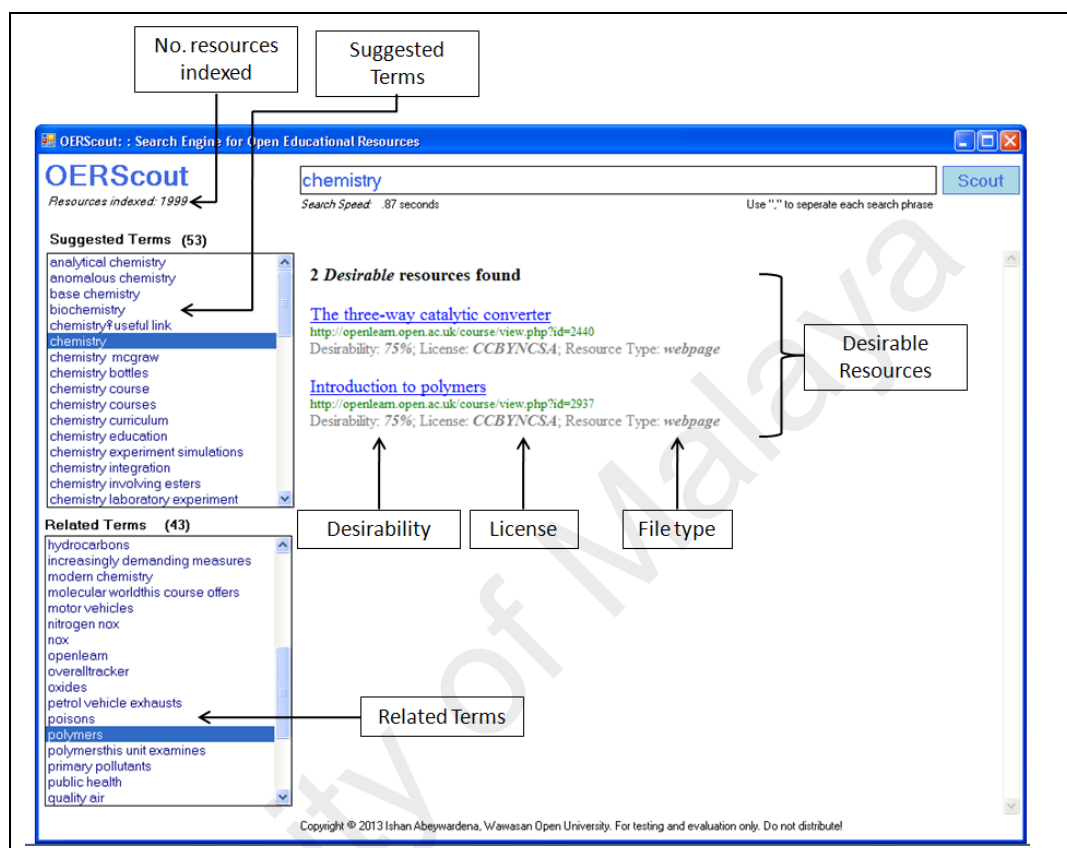 No. resources
indexed
Suggested
Terms
OERScout: : Search Engine for Open Educational Resources
OERScout
Resources indexed: 1999
chemistry
Scout
Search Speed: .87 seconds
Use "," to seperate each search phrase
Suggested Terms (53)
analytical chemistry
anomalous chemistry
base chemistry
biochemistry
chemistry؟useful link
chemistry
chemistry mcgraw
chemistry bottles
chemistry course
chemistry courses
chemistry curriculum
chemistry education
chemistry experiment simulations
chemistry integration
chemistry involving esters
chemistry laboratory experiment
2 Desirable resources found
The three-way catalytic converter
http://openlearn.open.ac.uk/course/view.php?id=2440
Desirability: 75%; License: CCBYNCSA; Resource Type: webpage
Introduction to polymers
http://openlearn.open.ac.uk/course/view.php?id=2937
Desirability: 75%; License: CCBYNCSA; Resource Type: webpage
Desirable
Resources
Desirability
License
File type
Related Terms (43)
hydrocarbons
increasingly demanding measures
modern chemistry
molecular worldthis course offers
motor vehicles
nitrogen nox
nox
openlearn
overalltracker
oxides
petrol vehicle exhausts
poisons
polymers
polymersthis unit examines
primary pollutants
public health
quality air
Related Terms
Copyright © 2013 Ishan Abeywardena, Wawasan Open University. For testing and evaluation only. Do not distribute!
ity of Malaya